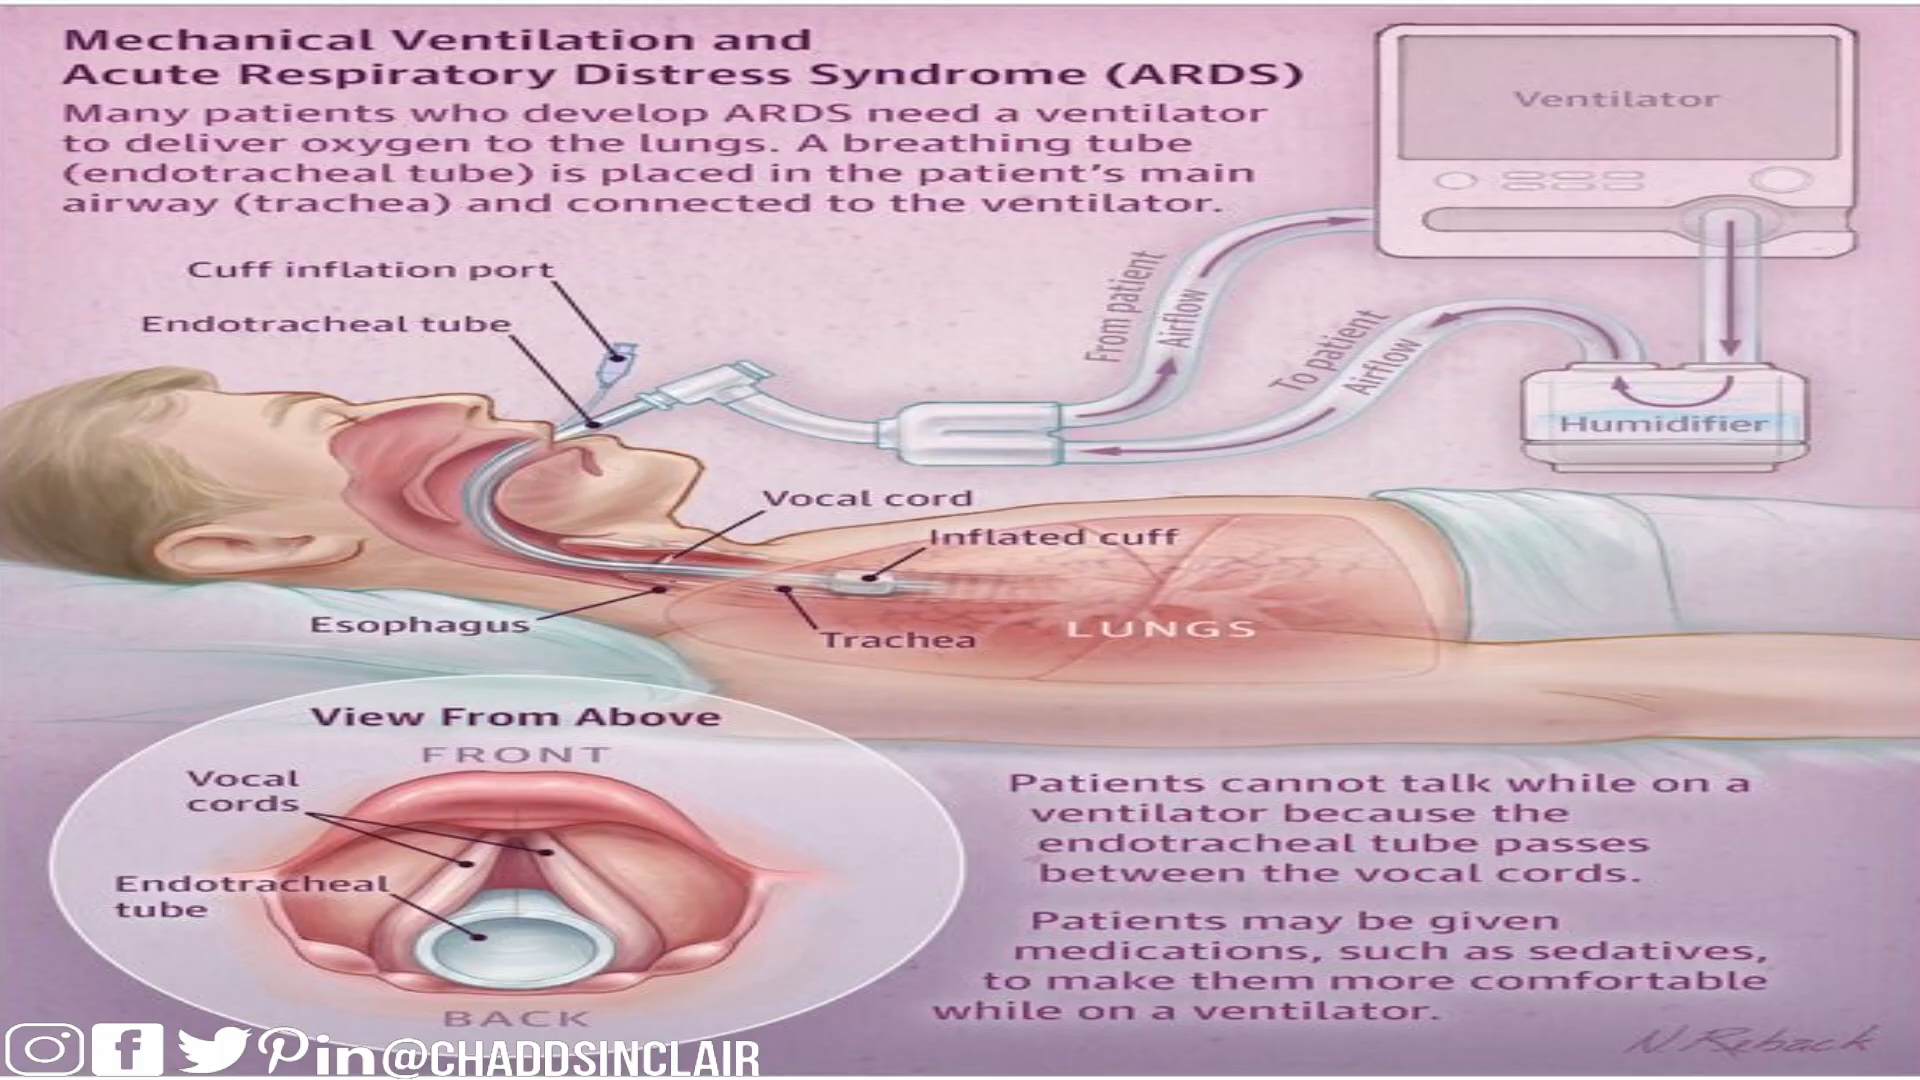 Mechanical Ventilation and
Acute Respiratory Distress Syndrome (ARDS)
Many patients who develop ARDS need a ventilator
to deliver oxygen to the lungs. A breathing tube
(endotracheal tube) is placed in the patient's main
airway (trachea) and connected to the ventilator.
Ventilator
Cuff inflation port
Endotracheal tube
From patient
Airflow
To patient
Airflow
Humidifier
Vocal cord
Inflated cuff
Esophagus
Trachea
LUNGS
View From Above
FRONT
Vocal
cords
Endotracheal
tube
BACK
Patients cannot talk while on a
ventilator because the
endotracheal tube passes
between the vocal cords.
Patients may be given
medications, such as sedatives,
to make them more comfortable
while on a ventilator.
N. Reback
@CHADDSINCLAIR